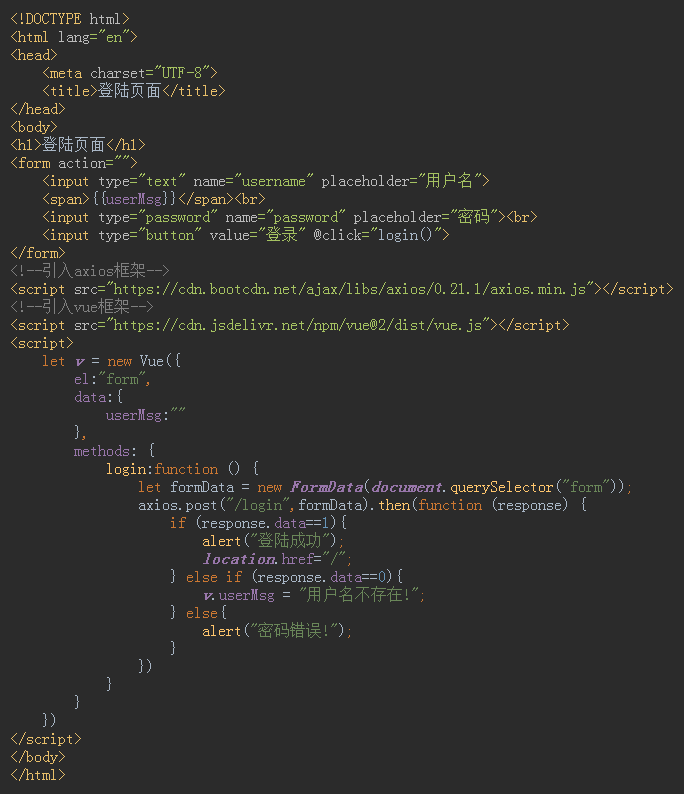 <!DOCTYPE html>
<html lang="en">
<head>
    <meta charset="UTF-8">
    <title>登陆页面</title>
</head>
<body>
<h1>登陆页面</h1>
<form action="">
    <input type="text" name="username" placeholder="用户名">
    <span>{{userMsg}}</span><br>
    <input type="password" name="password" placeholder="密码"><br>
    <input type="button" value="登录" @click="login()">
</form>
<!--引入axios框架-->
<script src="https://cdn.bootcdn.net/ajax/libs/axios/0.21.1/axios.min.js"></script>
<!--引入vue框架-->
<script src="https://cdn.jsdelivr.net/npm/vue@2/dist/vue.js"></script>
<script>
    let v = new Vue({
        el:"form",
        data:{
            userMsg:""
        },
        methods: {
            login:function () {
                let formData = new FormData(document.querySelector("form"));
                axios.post("/login",formData).then(function (response) {
                    if (response.data==1){
                        alert("登陆成功");
                        location.href="/";
                    } else if (response.data==0){
                        v.userMsg = "用户名不存在!";
                    } else{
                        alert("密码错误!");
                    }
                })
            }
        }
    })
</script>
</body>
</html>